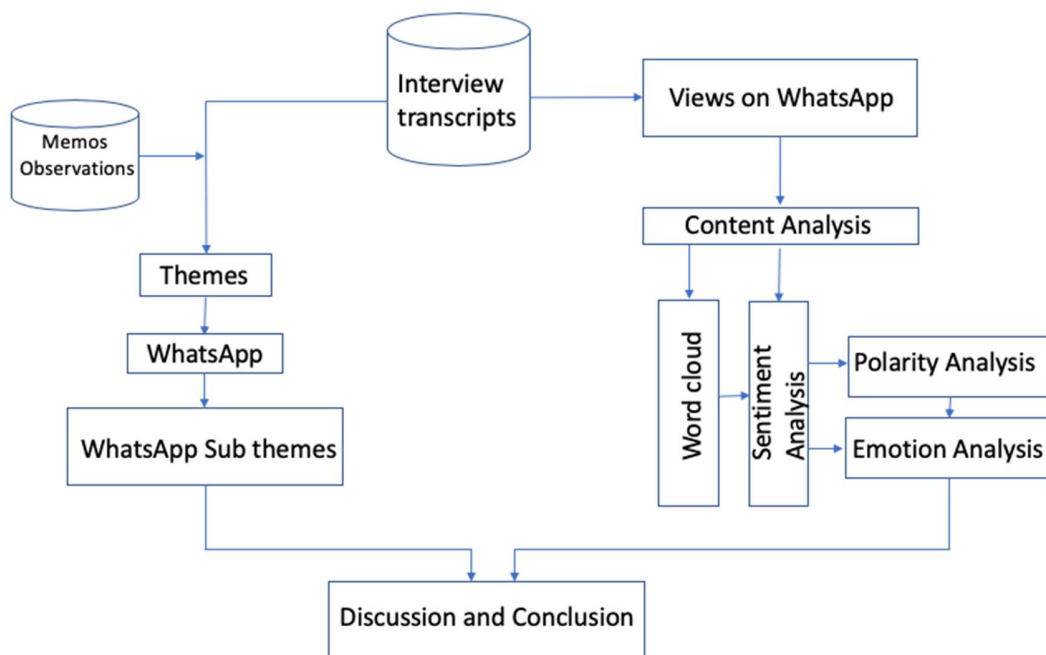 Interview
transcripts
Views on WhatsApp
Memos
Observations
Content Analysis
Themes
WhatsApp
WhatsApp Sub themes
Word cloud
Sentiment
Analysis
Polarity Analysis
Emotion Analysis
Discussion and Conclusion